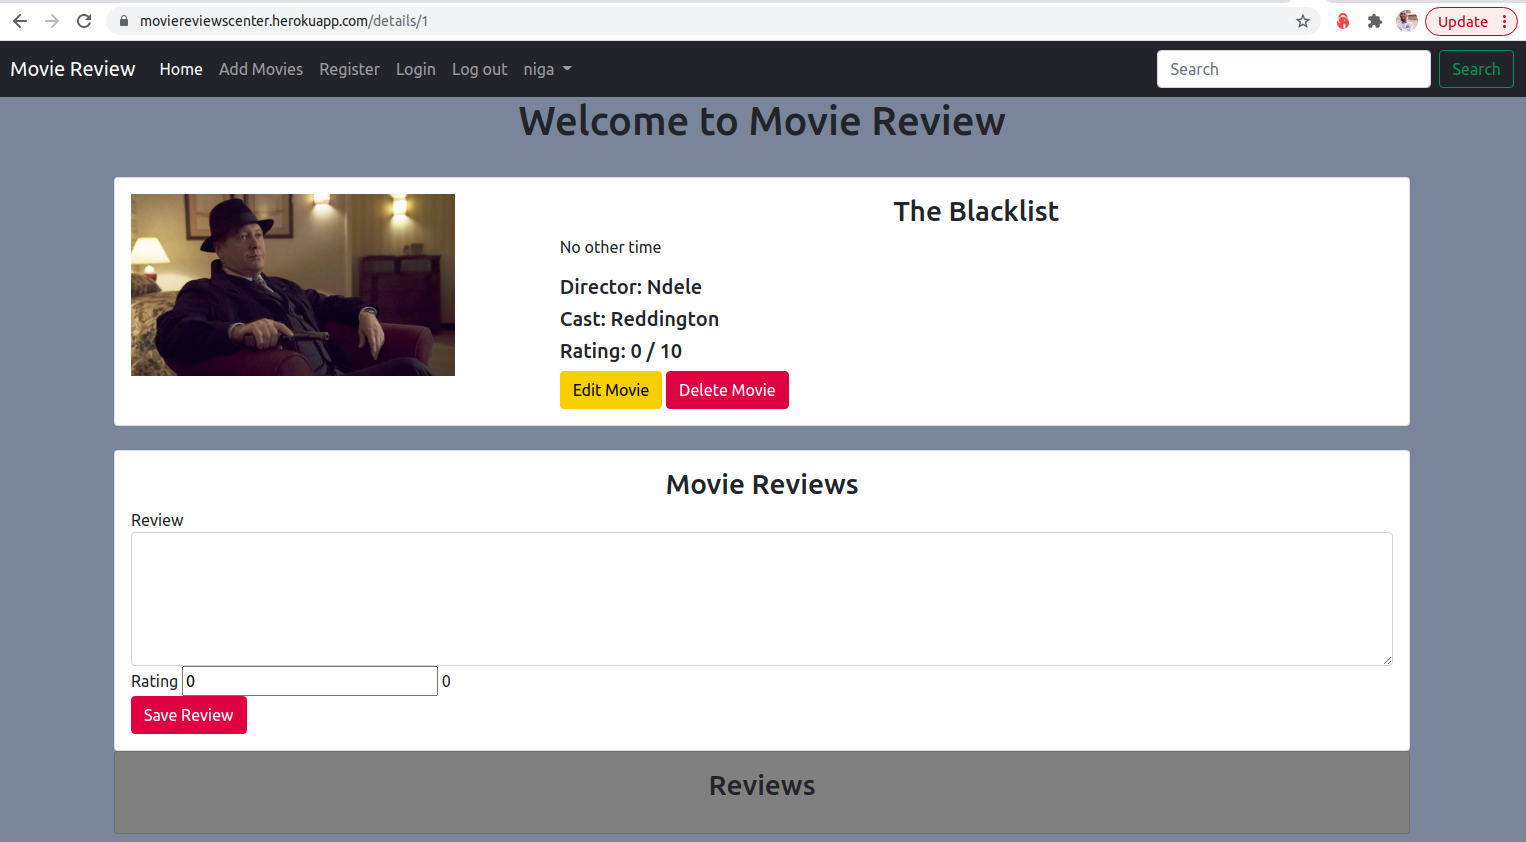 moviereviewscenter.herokuapp.com/details/1
Update
Movie Review Home Add Movies Register Login Log out niga Search Search
Welcome to Movie Review
The Blacklist
No other time
Director: Ndele
Cast: Reddington
Rating: 0 / 10
Edit Movie Delete Movie
Movie Reviews
Review
Rating 0 0
Save Review
Reviews